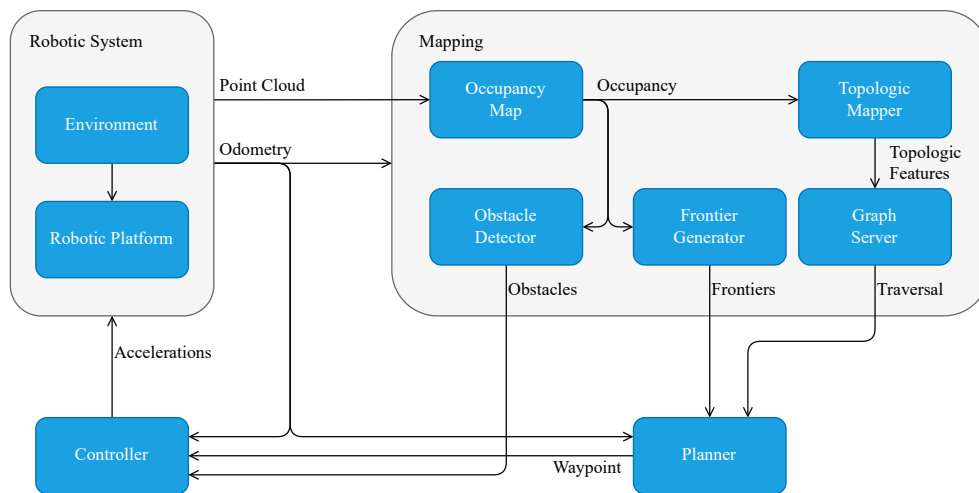 Robotic System
Mapping
Point Cloud
Occupancy
Map
Occupancy
Topologic
Mapper
Environment
Odometry
Topologic
Features
Robotic Platform
Obstacle
Detector
Frontier
Generator
Graph
Server
Obstacles
Frontiers
Traversal
Accelerations
Controller
Waypoint
Planner